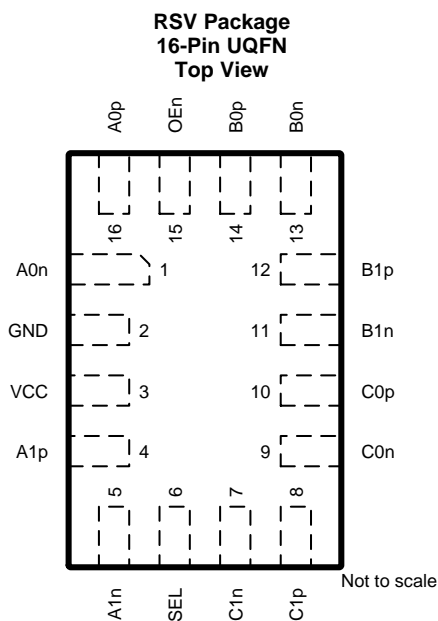 RSV Package
16-Pin UQFN
Top View
A0p
OEn
B0p
B0n
16
15
14
13
A0n
1
12
B1p
GND
2
11
B1n
VCC
3
10
C0p
A1p
4
9
C0n
5
6
7
8
A1n
SEL
C1n
C1p
Not to scale